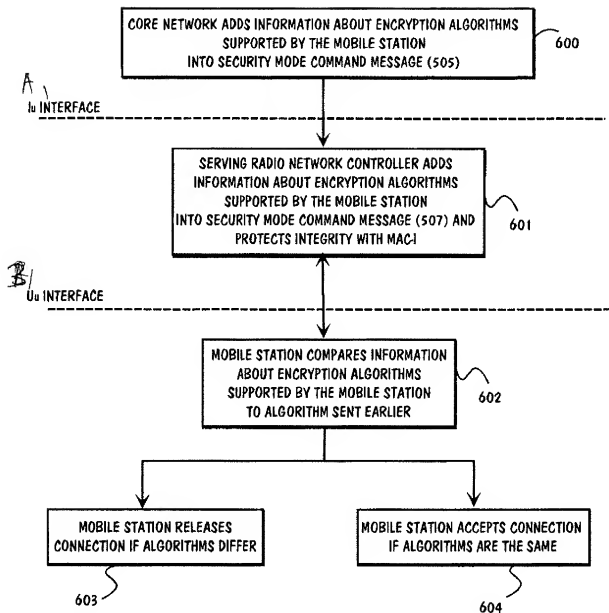 CORE NETWORK ADDS INFORMATION ABOUT ENCRYPTION ALGORITHMS
SUPPORTED BY THE MOBILE STATION
INTO SECURITY MODE COMMAND MESSAGE (505)
600
A
Iu INTERFACE
SERVING RADIO NETWORK CONTROLLER ADDS
INFORMATION ABOUT ENCRYPTION ALGORITHMS
SUPPORTED BY THE MOBILE STATION
INTO SECURITY MODE COMMAND MESSAGE (507) AND
PROTECTS INTEGRITY WITH MAC-I
601
B
Uu INTERFACE
MOBILE STATION COMPARES INFORMATION
ABOUT ENCRYPTION ALGORITHMS
SUPPORTED BY THE MOBILE STATION
TO ALGORITHM SENT EARLIER
602
MOBILE STATION RELEASES
CONNECTION IF ALGORITHMS DIFFER
603
MOBILE STATION ACCEPTS CONNECTION
IF ALGORITHMS ARE THE SAME
604